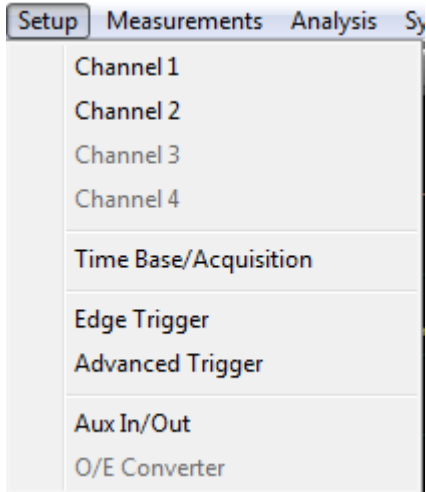 Setup Measurements Analysis Sy
Channel 1
Channel 2
Channel 3
Channel 4
Time Base/Acquisition
Edge Trigger
Advanced Trigger
Aux In/Out
O/E Converter